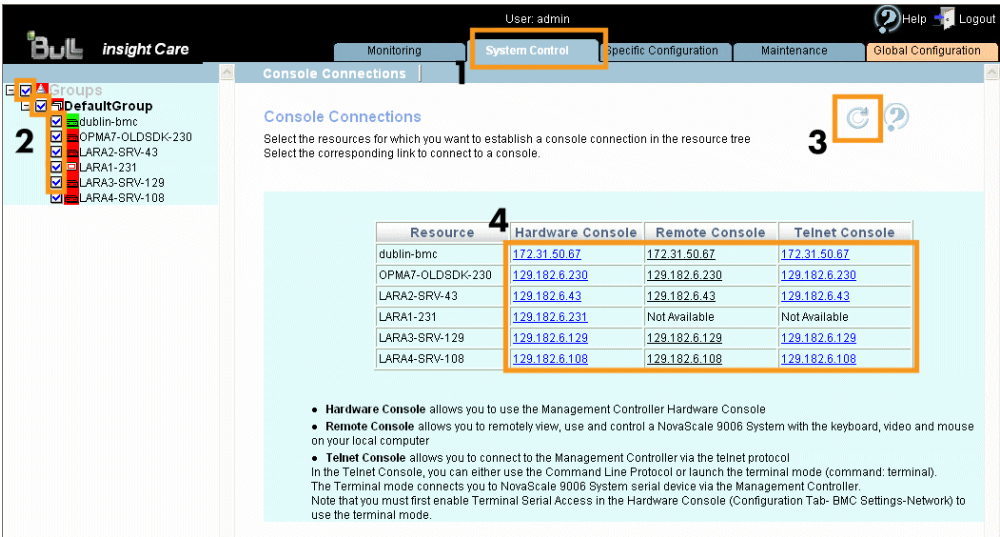 User: admin
Help
Logout
Bull
insight Care
Monitoring
System Control
Specific Configuration
Maintenance
Global Configuration
1
Console Connections
Groups
DefaultGroup
dublin-bmc
OPMA7-OLDSDK-230
LARA2-SRV-43
LARA1-231
LARA3-SRV-129
LARA4-SRV-108
2
Console Connections
Select the resources for which you want to establish a console connection in the resource tree
Select the corresponding link to connect to a console.
3
4
Resource Hardware Console Remote Console Telnet Console
dublin-bmc 172.31.50.67 172.31.50.67 172.31.50.67
OPMA7-OLDSDK-230 129.182.6.230 129.182.6.230 129.182.6.230
LARA2-SRV-43 129.182.6.43 129.182.6.43 129.182.6.43
LARA1-231 129.182.6.231 Not Available Not Available
LARA3-SRV-129 129.182.6.129 129.182.6.129 129.182.6.129
LARA4-SRV-108 129.182.6.108 129.182.6.108 129.182.6.108
• Hardware Console allows you to use the Management Controller Hardware Console
• Remote Console allows you to remotely view, use and control a NovaScale 9006 System with the keyboard, video and mouse
on your local computer
• Telnet Console allows you to connect to the Management Controller via the telnet protocol
In the Telnet Console, you can either use the Command Line Protocol or launch the terminal mode (command: terminal).
The Terminal mode connects you to NovaScale 9006 System serial device via the Management Controller.
Note that you must first enable Terminal Serial Access in the Hardware Console (Configuration Tab- BMC Settings-Network) to
use the terminal mode.